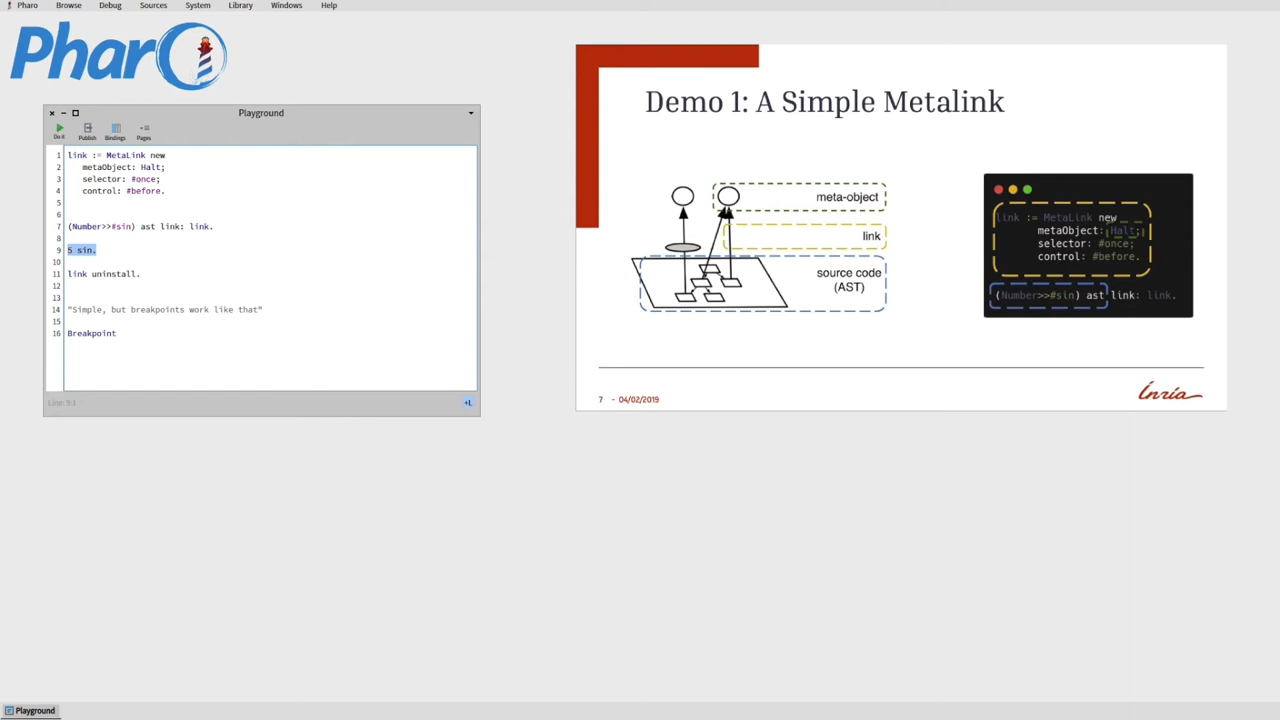 Pharo Browse Debug Sources System Library Windows Help
Pharo
Playground
Do it Publish Bindings Pages
1 link := MetaLink new
2 metaObject: Halt;
3 selector: #once;
4 control: #before.
5
6
7 (Number>>#sin) ast link: link.
8
9 5 sin.
10
11 link uninstall.
12
13
14 "Simple, but breakpoints work like that"
15
16 Breakpoint
Line: 9:1 +L
Demo 1: A Simple Metalink
meta-object
link
source code
(AST)
link := MetaLink new
metaObject: Halt;
selector: #once;
control: #before.
(Number>>#sin) ast link: link.
7 - 04/02/2019
Inria
Playground